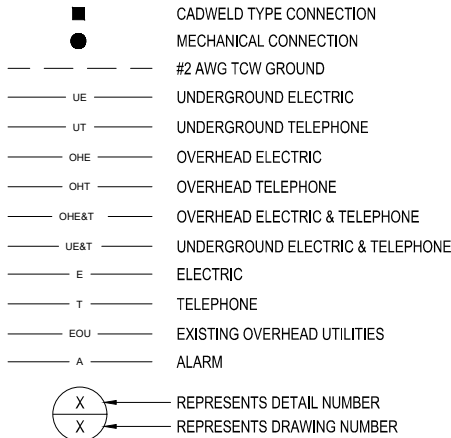 CADWELD TYPE CONNECTION
MECHANICAL CONNECTION
#2 AWG TCW GROUND
UE UNDERGROUND ELECTRIC
UT UNDERGROUND TELEPHONE
OHE OVERHEAD ELECTRIC
OHT OVERHEAD TELEPHONE
OHE&T OVERHEAD ELECTRIC & TELEPHONE
UE&T UNDERGROUND ELECTRIC & TELEPHONE
E ELECTRIC
T TELEPHONE
EOU EXISTING OVERHEAD UTILITIES
A ALARM
X REPRESENTS DETAIL NUMBER
X REPRESENTS DRAWING NUMBER